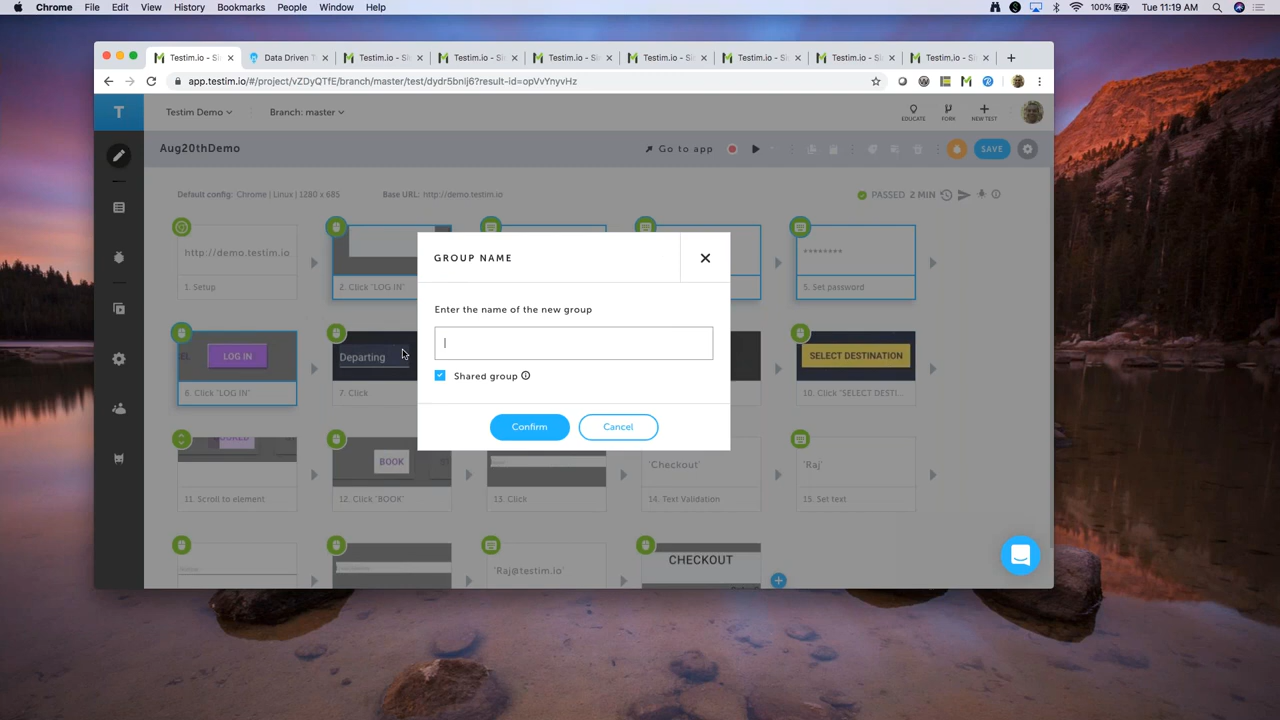 Chrome File Edit View History Bookmarks People Window Help 100% Tue 11:19 AM
Testim.io - Si Data Driven T Testim.io - Si Testim.io - Si Testim.io - Si Testim.io - Si Testim.io - Si Testim.io - Si Testim.io - Si
app.testim.io/#/project/vZDyQTfE/branch/master/test/dydr5bnlj6?result-id=opVvYnyvHz
T Testim Demo Branch: master EDUCATE FORK NEW TEST
Aug20thDemo Go to app SAVE
Default config: Chrome | Linux | 1280 x 685 Base URL: http://demo.testim.io PASSED 2 MIN
http://demo.testim.io ********
1. Setup 2. Click "LOG IN" 5. Set password
GROUP NAME
Enter the name of the new group
Shared group
Confirm Cancel
LOG IN Departing SELECT DESTINATION
6. Click "LOG IN" 7. Click 10. Click "SELECT DESTI...
BOOK 'Checkout' 'Raj'
11. Scroll to element 12. Click "BOOK" 13. Click 14. Text Validation 15. Set text
'Raj@testim.io' CHECKOUT